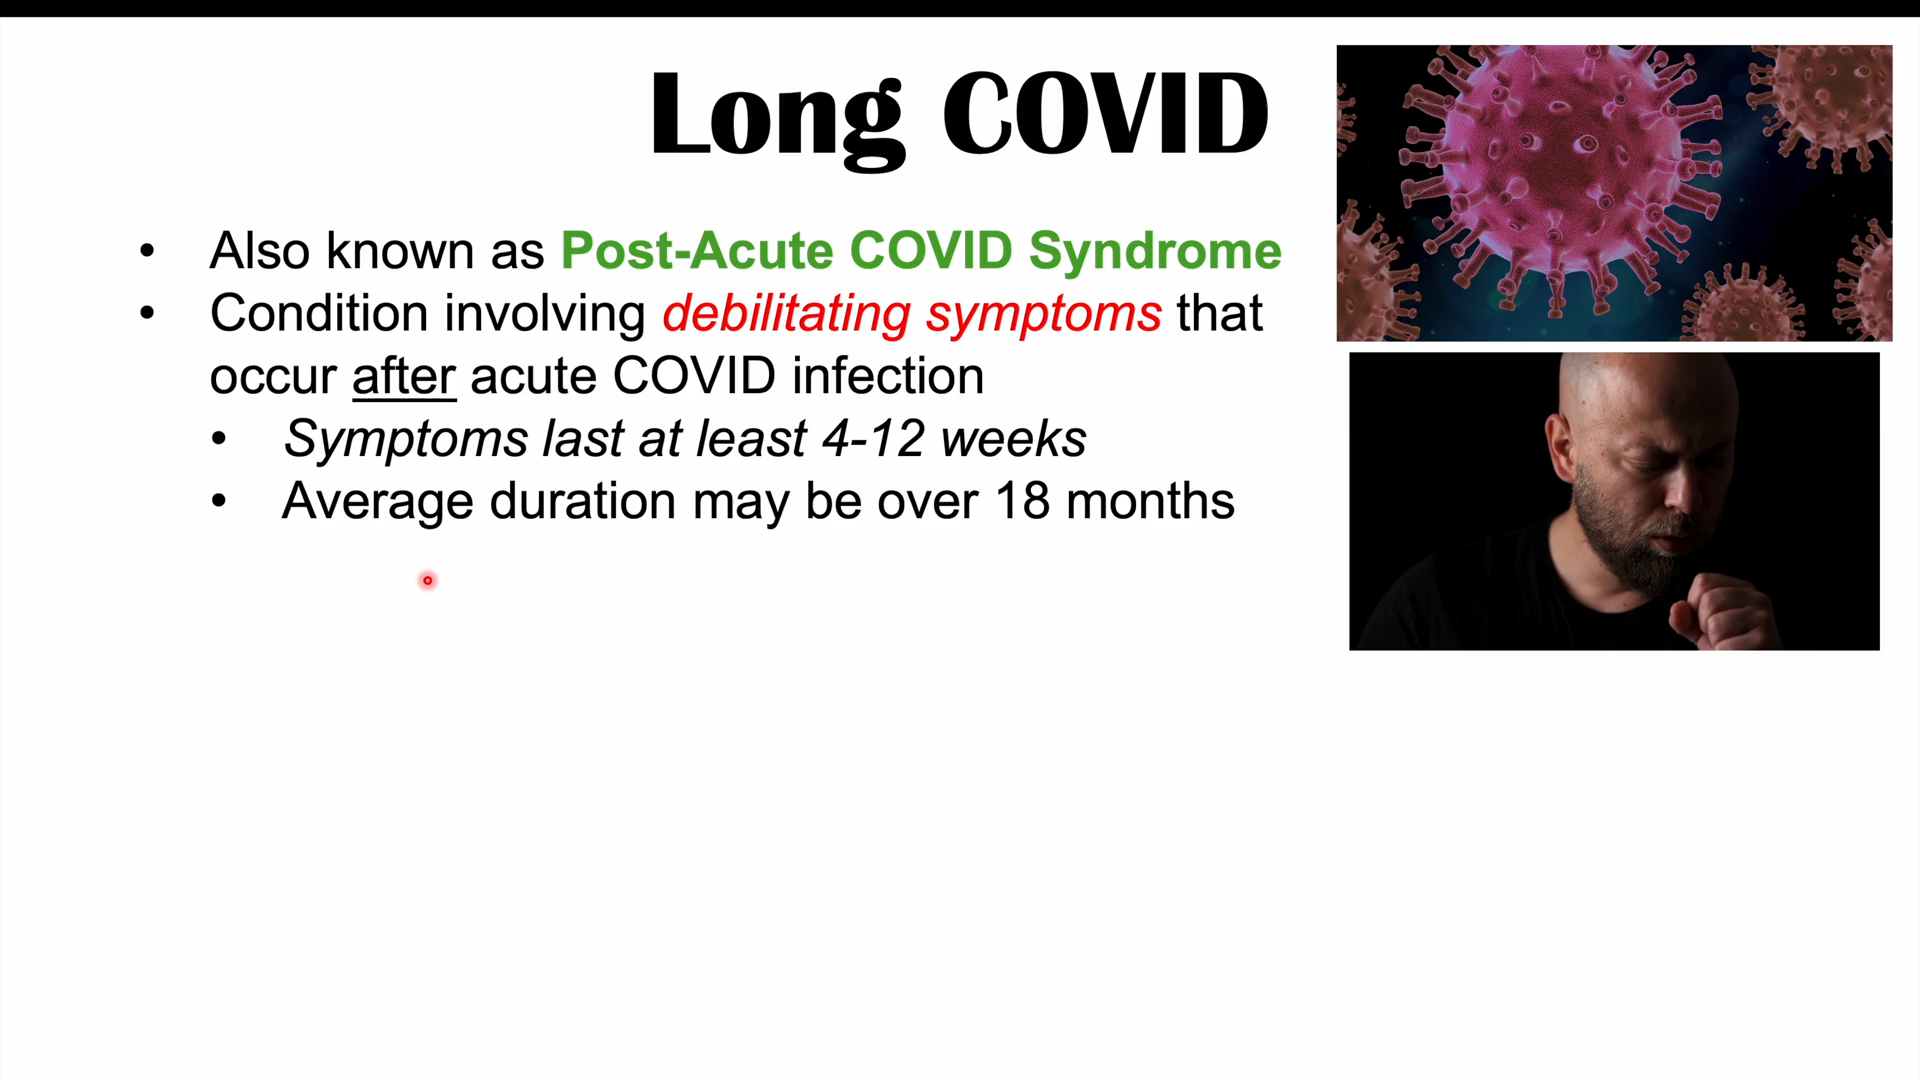 Long COVID
• Also known as Post-Acute COVID Syndrome
• Condition involving debilitating symptoms that
occur after acute COVID infection
• Symptoms last at least 4-12 weeks
• Average duration may be over 18 months